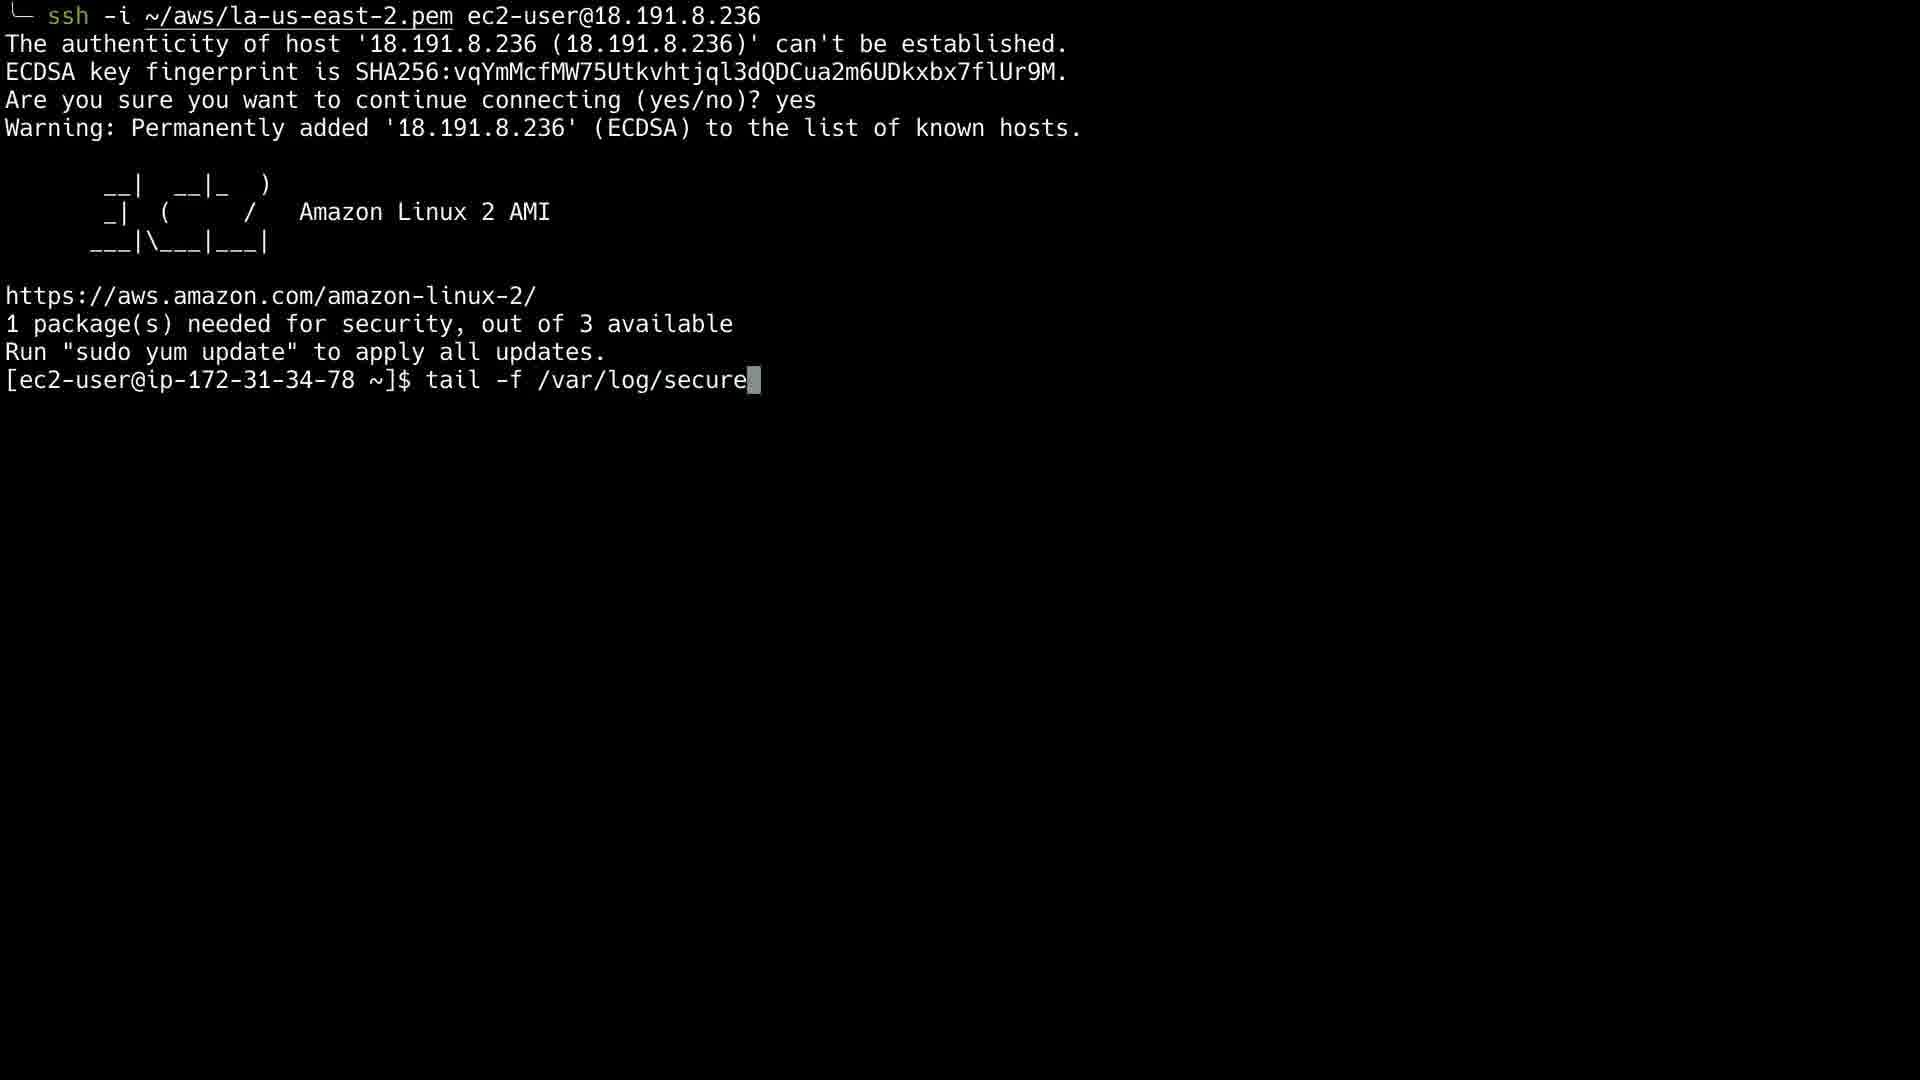 ╰─ ssh -i ~/aws/la-us-east-2.pem ec2-user@18.191.8.236
The authenticity of host '18.191.8.236 (18.191.8.236)' can't be established.
ECDSA key fingerprint is SHA256:vqYmMcfMW75Utkvhtjql3dQDCua2m6UDkxbx7flUr9M.
Are you sure you want to continue connecting (yes/no)? yes
Warning: Permanently added '18.191.8.236' (ECDSA) to the list of known hosts.

       __|  __|_  )
       _|  (     /   Amazon Linux 2 AMI
      ___|\___|___|

https://aws.amazon.com/amazon-linux-2/
1 package(s) needed for security, out of 3 available
Run "sudo yum update" to apply all updates.
[ec2-user@ip-172-31-34-78 ~]$ tail -f /var/log/secure